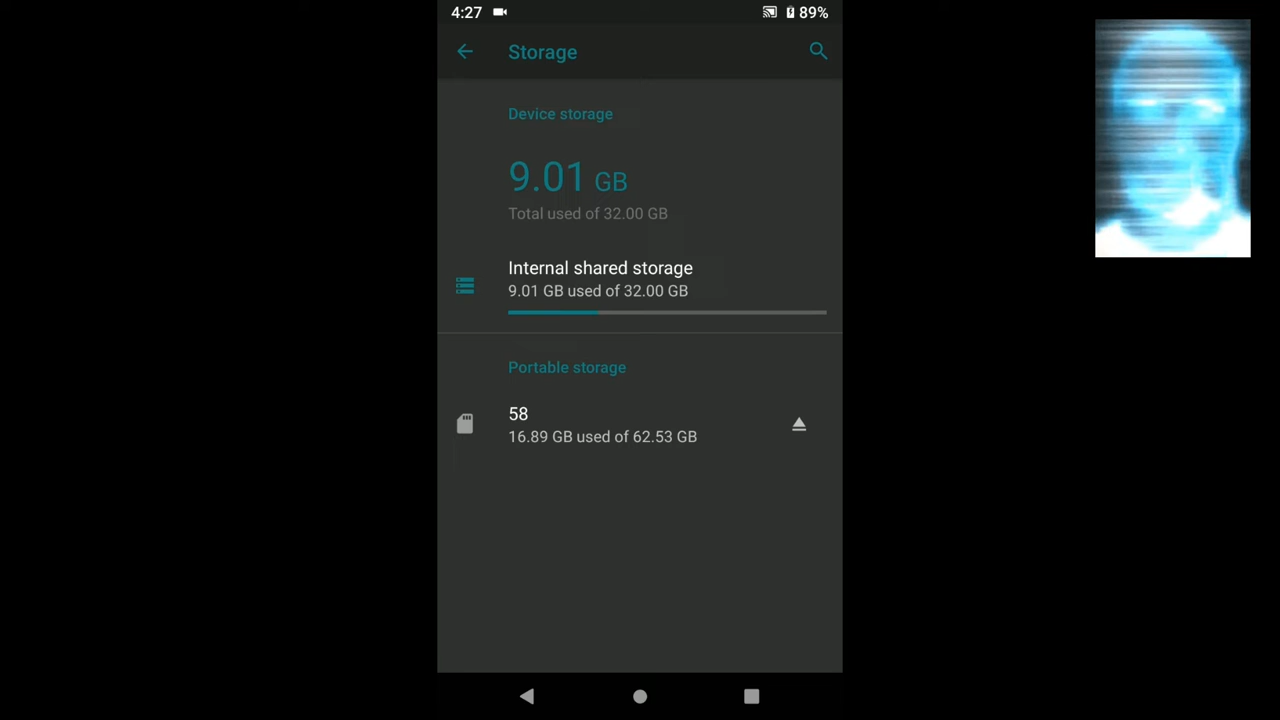 4:27
89%
Storage
Device storage
9.01 GB
Total used of 32.00 GB
Internal shared storage
9.01 GB used of 32.00 GB
Portable storage
58
16.89 GB used of 62.53 GB